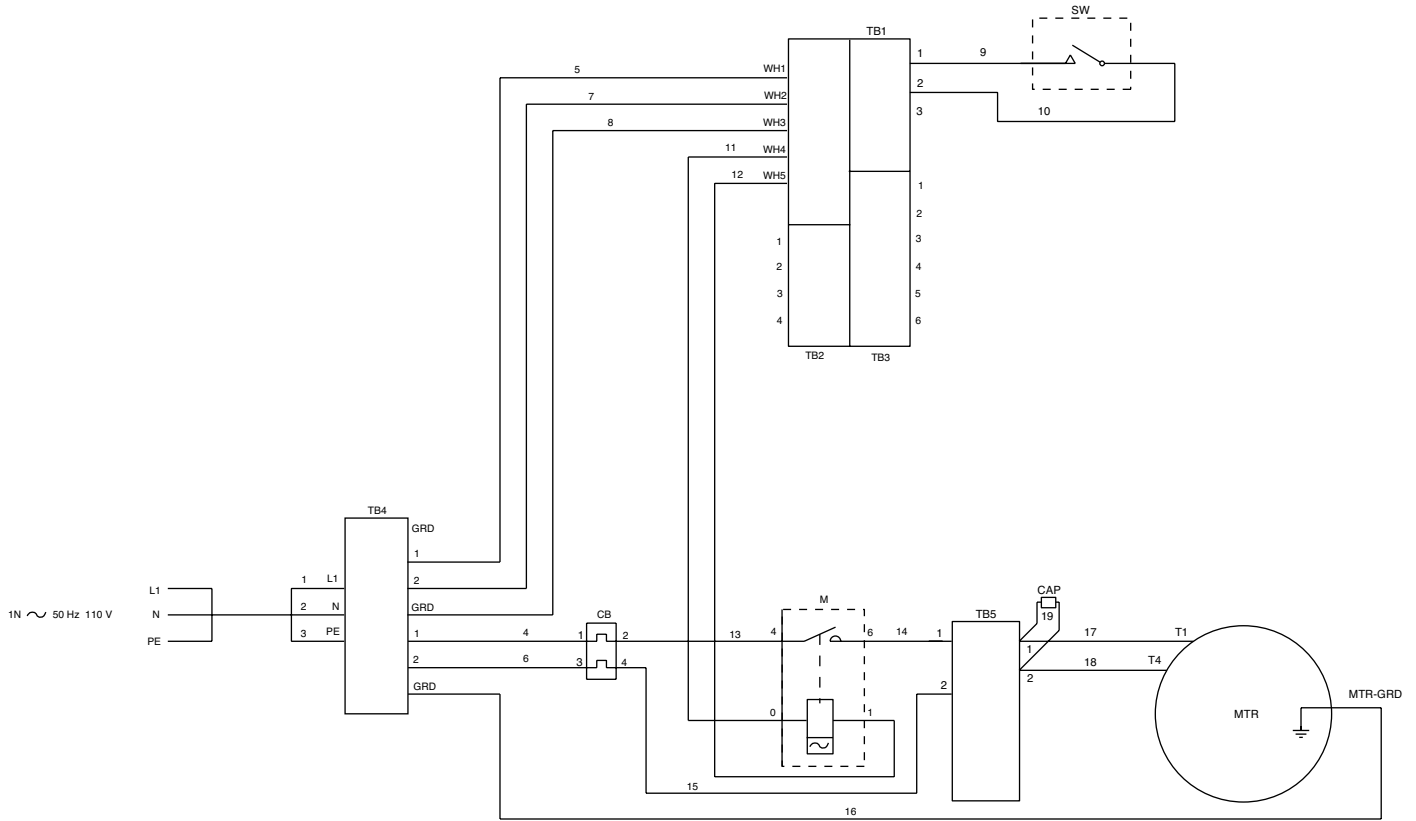 SW
TB1
1
9
WH1
5
WH2
7
2
WH3
8
3
10
WH4
11
WH5
12
1
2
1
3
2
4
3
5
4
6
TB2
TB3
TB4
GRD
1
1
L1
2
L1
N
2
N
GRD
1N
50 Hz 110 V
PE
3
PE
1
4
CB
1
2
13
M
4
6
14
1
TB5
CAP
19
17
T1
1
2
6
3
4
18
T4
2
2
GRD
MTR-GRD
MTR
0
1
15
16